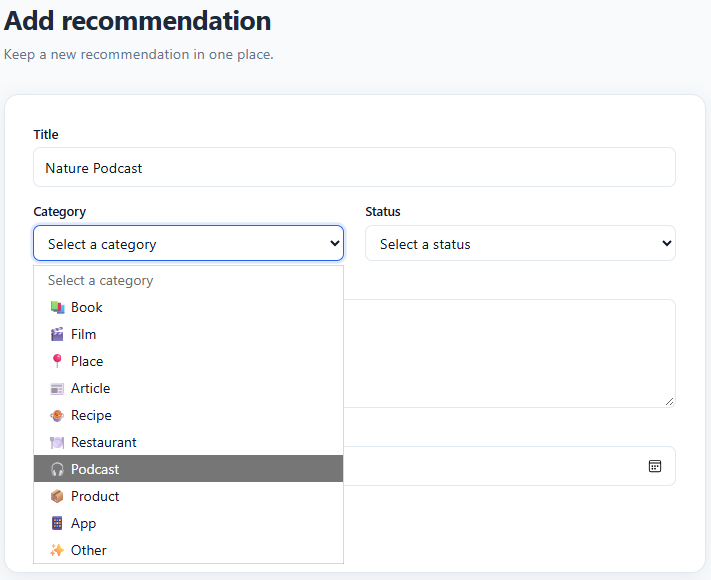 Add recommendation
Keep a new recommendation in one place.
Title
Nature Podcast
Category
Status
Select a category
Select a status
Select a category
Book
Film
Place
Article
Recipe
Restaurant
Podcast
Product
App
Other